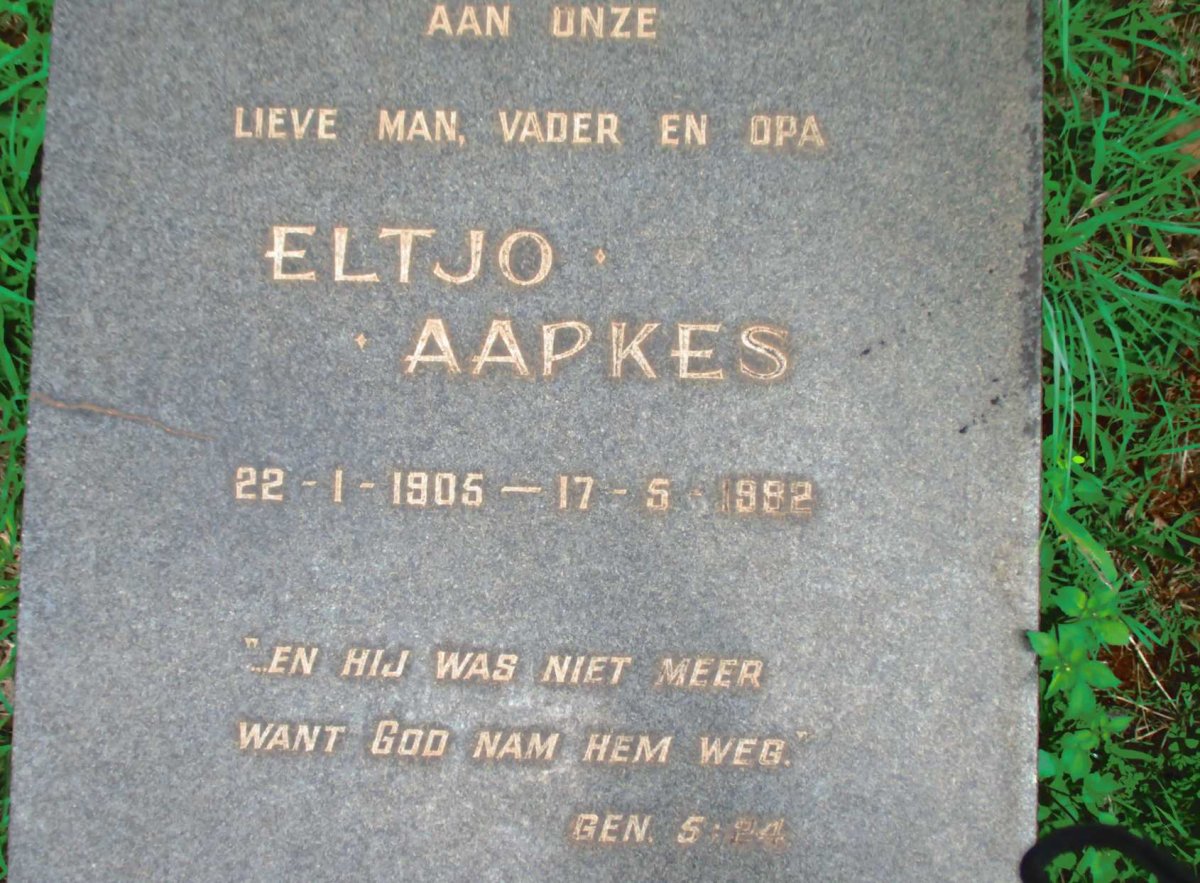 AAN ONZE
LIEVE MAN, VADER EN OPA
ELTJO
AAPKES
22 - 1 - 1905 — 17 - 5 - 1982
"...EN HIJ WAS NIET MEER
WANT GOD NAM HEM WEG."
GEN. 5:24